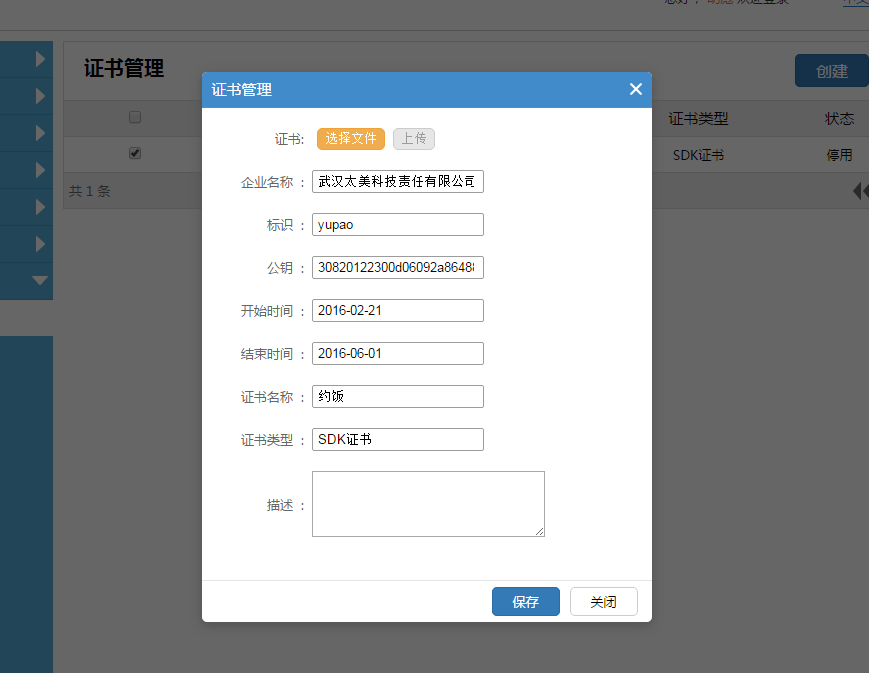 证书管理
创建
证书类型 状态
SDK证书 停用
共 1 条
证书管理
证书: 选择文件 上传
企业名称 : 武汉太美科技责任有限公司
标识 : yupao
公钥 : 30820122300d06092a8648
开始时间 : 2016-02-21
结束时间 : 2016-06-01
证书名称 : 约饭
证书类型 : SDK证书
描述 :
保存 关闭